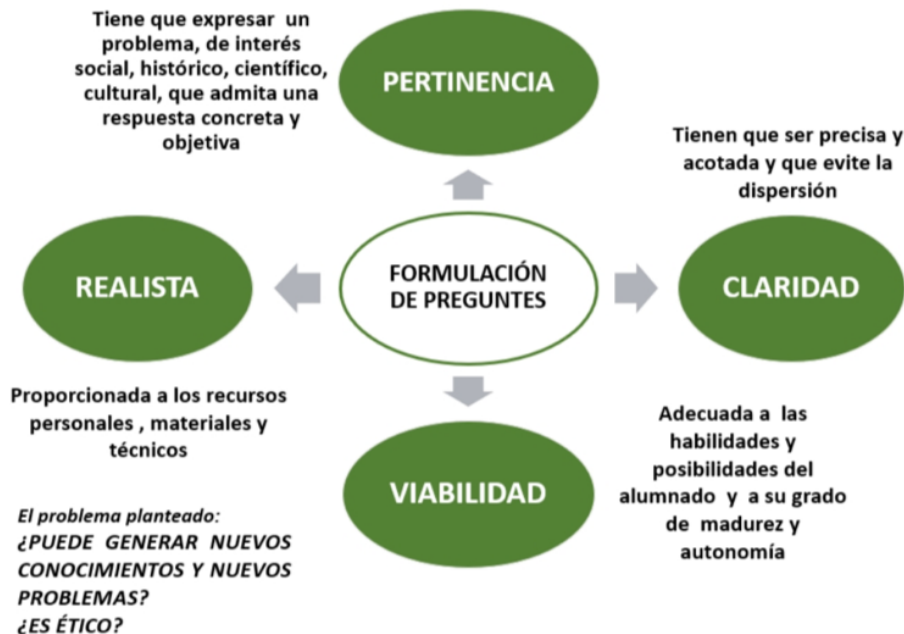 Tiene que expresar un
problema, de interés
social, histórico, científico,
cultural, que admita una
respuesta concreta y
objetiva
PERTINENCIA
Tienen que ser precisa y
acotada y que evite la
dispersión
REALISTA
FORMULACIÓN
DE PREGUNTES
CLARIDAD
Proporcionada a los recursos
personales , materiales y
técnicos
VIABILIDAD
Adecuada a las
habilidades y
posibilidades del
alumnado y a su grado
de madurez y
autonomía
El problema planteado:
¿PUEDE GENERAR NUEVOS
CONOCIMIENTOS Y NUEVOS
PROBLEMAS?
¿ES ÉTICO?